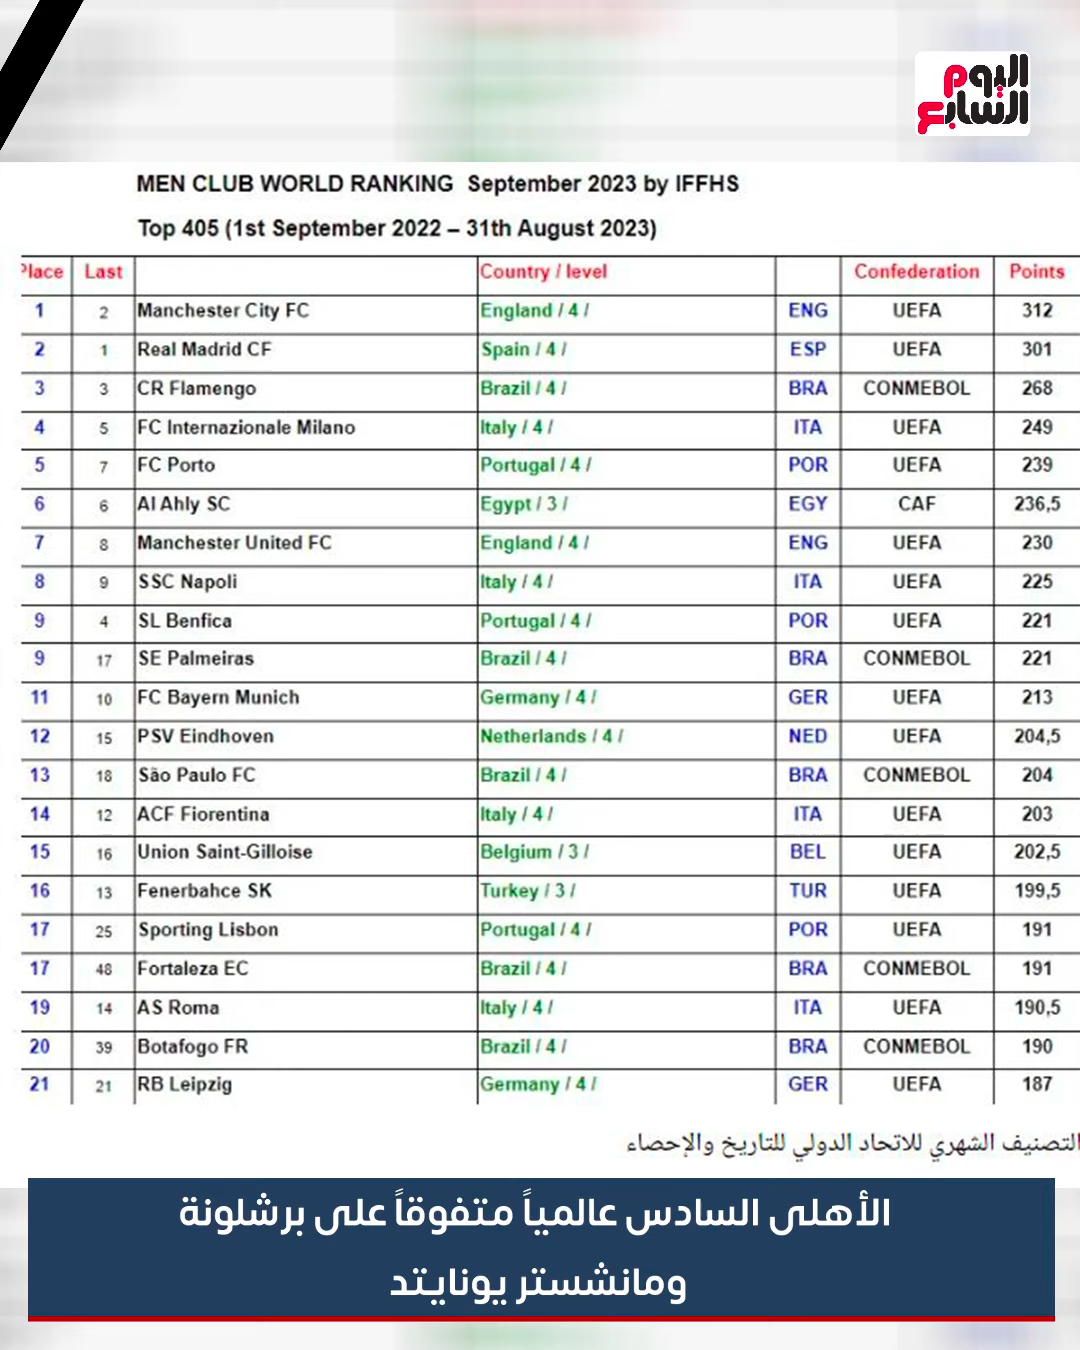 اليوم
السابع
MEN CLUB WORLD RANKING September 2023 by IFFHS
Top 405 (1st September 2022 – 31th August 2023)
Place Last Country / level Confederation Points
1 2 Manchester City FC England / 4 / ENG UEFA 312
2 1 Real Madrid CF Spain / 4 / ESP UEFA 301
3 3 CR Flamengo Brazil / 4 / BRA CONMEBOL 268
4 5 FC Internazionale Milano Italy / 4 / ITA UEFA 249
5 7 FC Porto Portugal / 4 / POR UEFA 239
6 6 Al Ahly SC Egypt / 3 / EGY CAF 236,5
7 8 Manchester United FC England / 4 / ENG UEFA 230
8 9 SSC Napoli Italy / 4 / ITA UEFA 225
9 4 SL Benfica Portugal / 4 / POR UEFA 221
9 17 SE Palmeiras Brazil / 4 / BRA CONMEBOL 221
11 10 FC Bayern Munich Germany / 4 / GER UEFA 213
12 15 PSV Eindhoven Netherlands / 4 / NED UEFA 204,5
13 18 São Paulo FC Brazil / 4 / BRA CONMEBOL 204
14 12 ACF Fiorentina Italy / 4 / ITA UEFA 203
15 16 Union Saint-Gilloise Belgium / 3 / BEL UEFA 202,5
16 13 Fenerbahce SK Turkey / 3 / TUR UEFA 199,5
17 25 Sporting Lisbon Portugal / 4 / POR UEFA 191
17 48 Fortaleza EC Brazil / 4 / BRA CONMEBOL 191
19 14 AS Roma Italy / 4 / ITA UEFA 190,5
20 39 Botafogo FR Brazil / 4 / BRA CONMEBOL 190
21 21 RB Leipzig Germany / 4 / GER UEFA 187
التصنيف الشهري للاتحاد الدولي للتاريخ والإحصاء
الأهلى السادس عالمياً متفوقاً على برشلونة
ومانشستر يونايتد